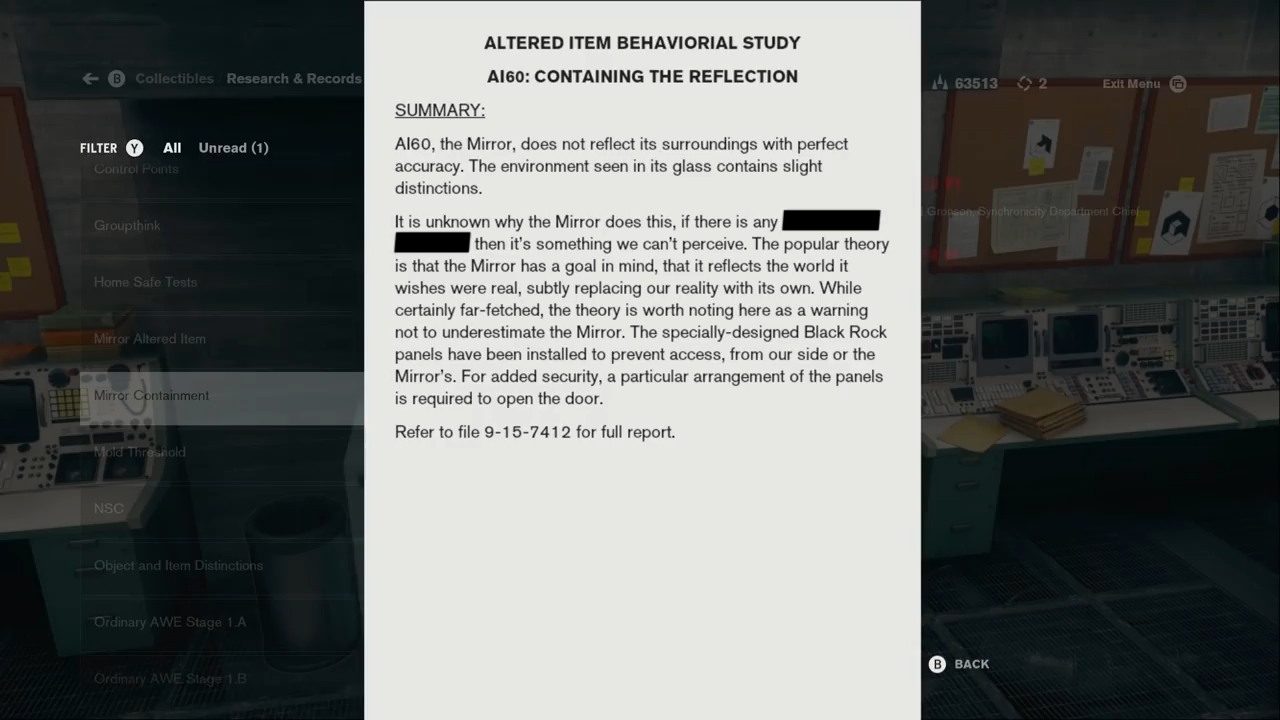 B Collectibles Research & Records
63513 2 Exit Menu
FILTER Y All Unread (1)
Control Points
Groupthink
Home Safe Tests
Mirror Altered Item
Mirror Containment
Mold Threshold
NSC
Object and Item Distinctions
Ordinary AWE Stage 1.A
Ordinary AWE Stage 1.B
ALTERED ITEM BEHAVIORIAL STUDY
AI60: CONTAINING THE REFLECTION
SUMMARY:
AI60, the Mirror, does not reflect its surroundings with perfect
accuracy. The environment seen in its glass contains slight
distinctions.
It is unknown why the Mirror does this, if there is any
then it's something we can't perceive. The popular theory
is that the Mirror has a goal in mind, that it reflects the world it
wishes were real, subtly replacing our reality with its own. While
certainly far-fetched, the theory is worth noting here as a warning
not to underestimate the Mirror. The specially-designed Black Rock
panels have been installed to prevent access, from our side or the
Mirror's. For added security, a particular arrangement of the panels
is required to open the door.
Refer to file 9-15-7412 for full report.
Gronson, Synchronicity Department Chief
B BACK